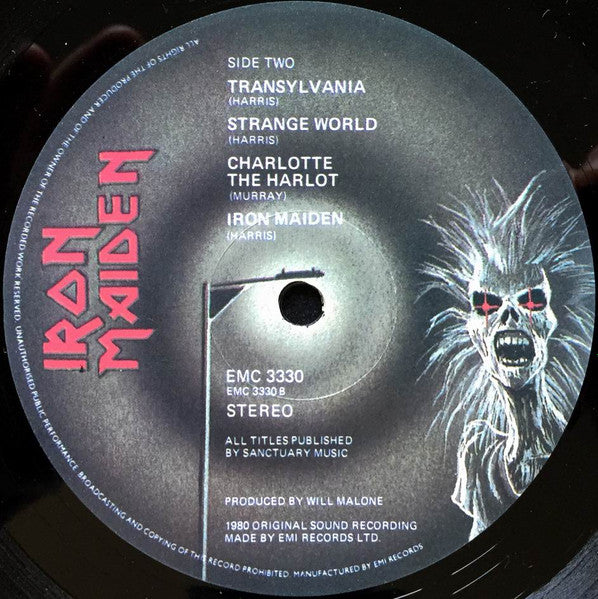 SIDE TWO
TRANSYLVANIA
(HARRIS)
STRANGE WORLD
(HARRIS)
CHARLOTTE
THE HARLOT
(MURRAY)
IRON MAIDEN
(HARRIS)
IRON
MAIDEN
EMC 3330
EMC 3330 B
STEREO
ALL TITLES PUBLISHED
BY SANCTUARY MUSIC
PRODUCED BY WILL MALONE
1980 ORIGINAL SOUND RECORDING
MADE BY EMI RECORDS LTD.
ALL RIGHTS OF THE PRODUCER AND OF THE OWNER OF THE RECORDED WORK RESERVED. UNAUTHORISED PUBLIC PERFORMANCE BROADCASTING AND COPYING OF THIS RECORD PROHIBITED. MANUFACTURED BY EMI RECORDS